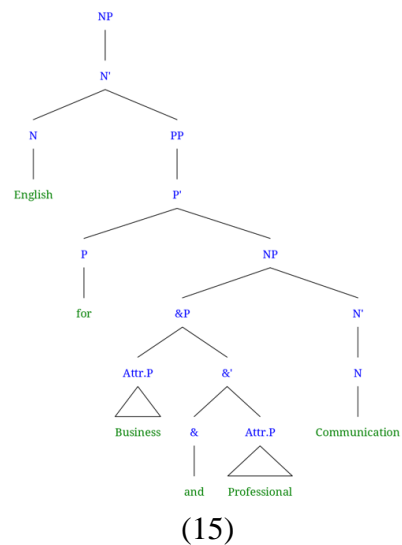 NP
N'
N PP
English P'
P NP
for &P N'
Attr.P &' N
Business & Attr.P Communication
and Professional
(15)